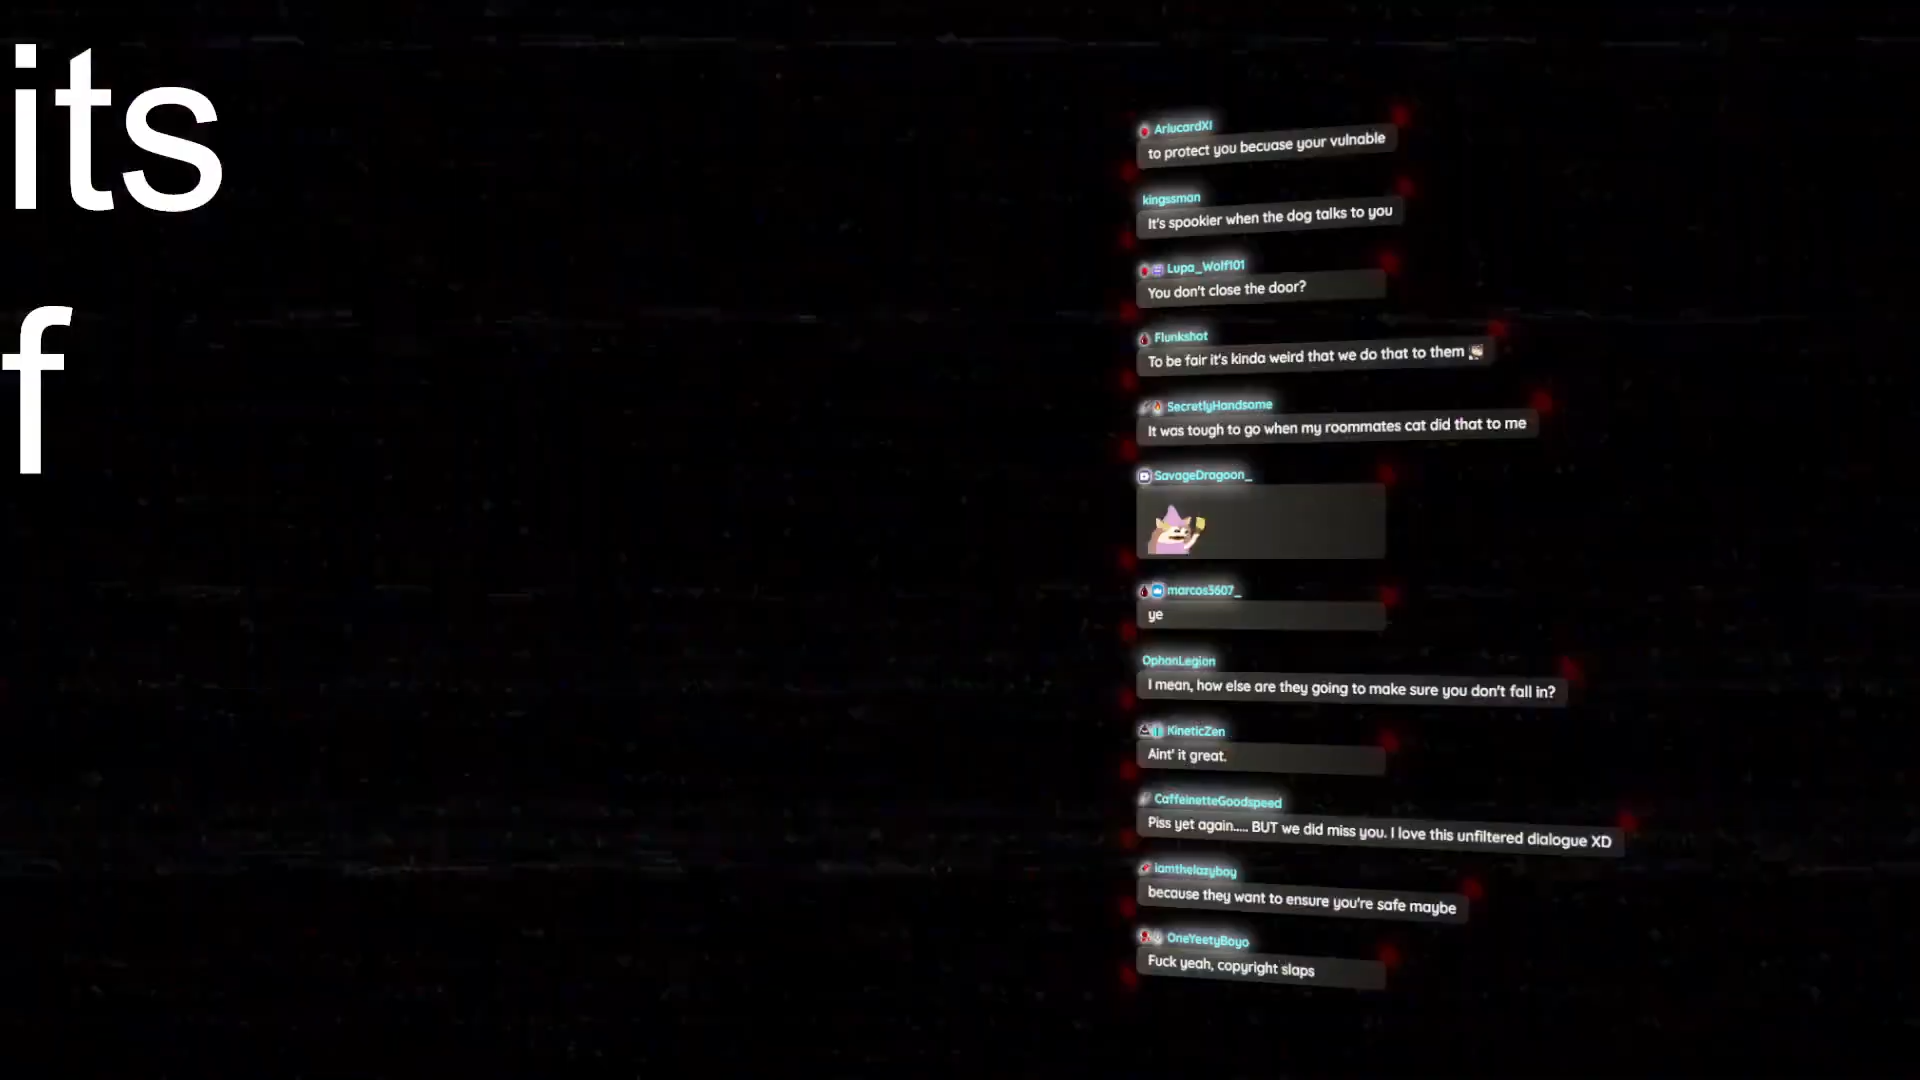 its
f
ArlucardXI
to protect you becuase your vulnable
kingssman
It's spookier when the dog talks to you
Lupa_Wolf101
You don't close the door?
Flunkshot
To be fair it's kinda weird that we do that to them
SecretlyHandsome
It was tough to go when my roommates cat did that to me
SavageDragoon_
marcos3607_
ye
OphanLegion
I mean, how else are they going to make sure you don't fall in?
KineticZen
Aint' it great.
CaffeinetteGoodspeed
Piss yet again..... BUT we did miss you. I love this unfiltered dialogue XD
iamthelazyboy
because they want to ensure you're safe maybe
OneYeetyBoyo
Fuck yeah, copyright slaps